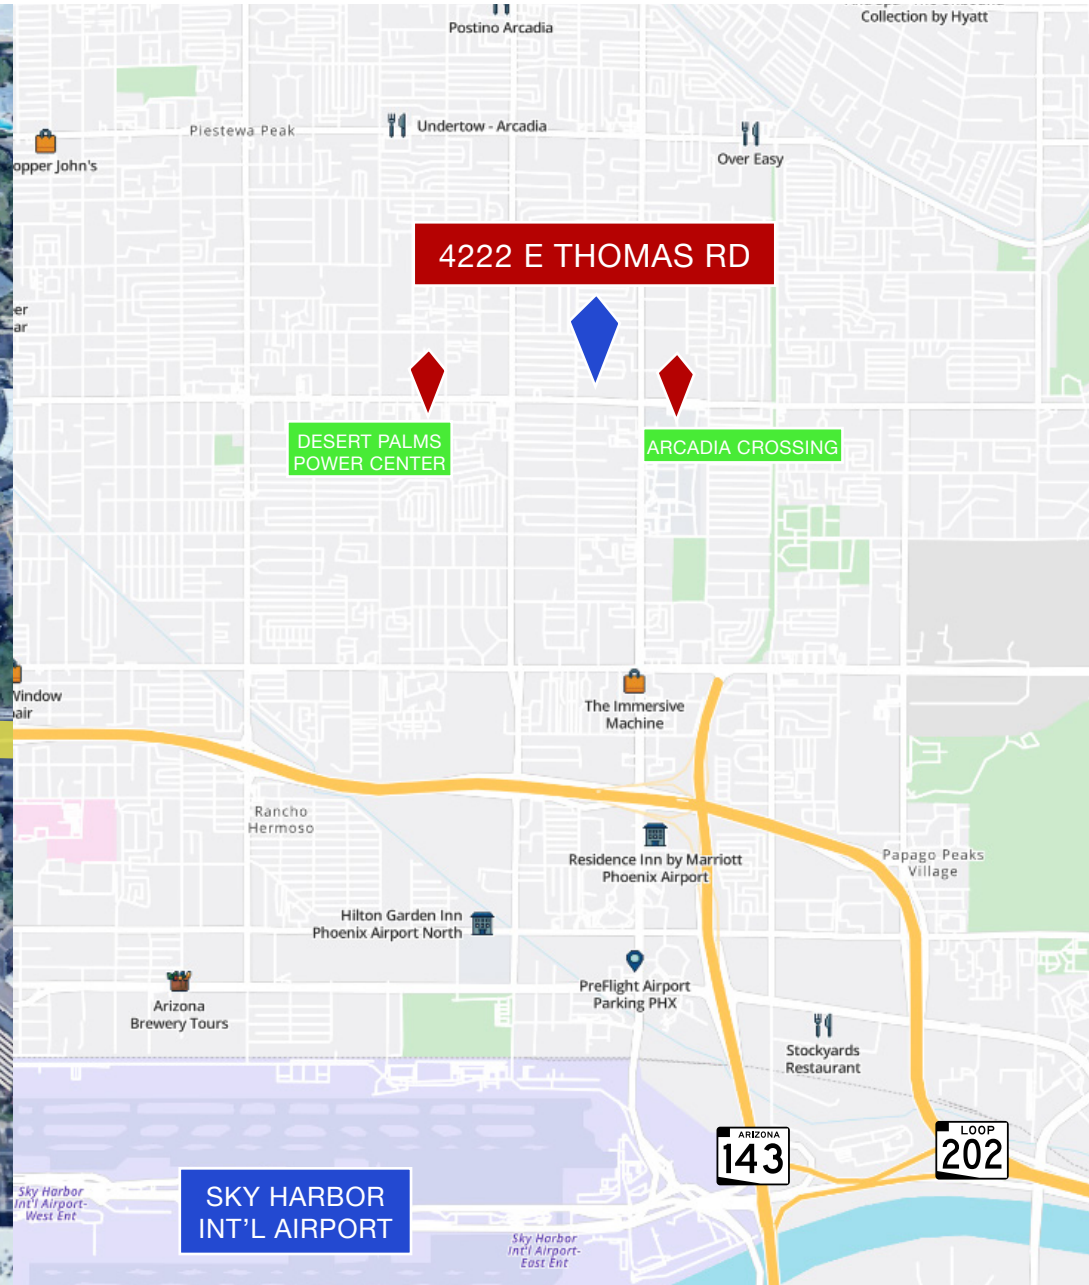 Collection by Hyatt
Postino Arcadia
Piestewa Peak
Undertow - Arcadia
Over Easy
opper John's
4222 E THOMAS RD
er
ar
DESERT PALMS
POWER CENTER
ARCADIA CROSSING
Window
air
The Immersive
Machine
Rancho
Hermoso
Residence Inn by Marriott
Phoenix Airport
Papago Peaks
Village
Hilton Garden Inn
Phoenix Airport North
PreFlight Airport
Parking PHX
Arizona
Brewery Tours
Stockyards
Restaurant
ARIZONA
143
LOOP
202
SKY HARBOR
INT'L AIRPORT
Sky Harbor
Int'l Airport-
West Ent
Sky Harbor
Int'l Airport-
East Ent